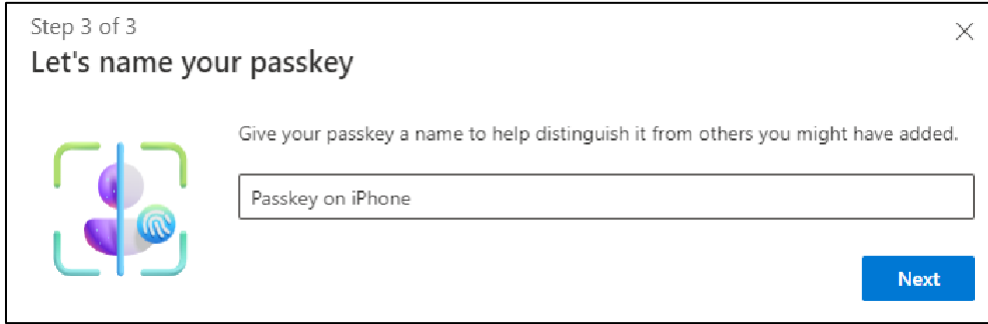 Step 3 of 3
Let's name your passkey
Give your passkey a name to help distinguish it from others you might have added.
Passkey on iPhone
Next